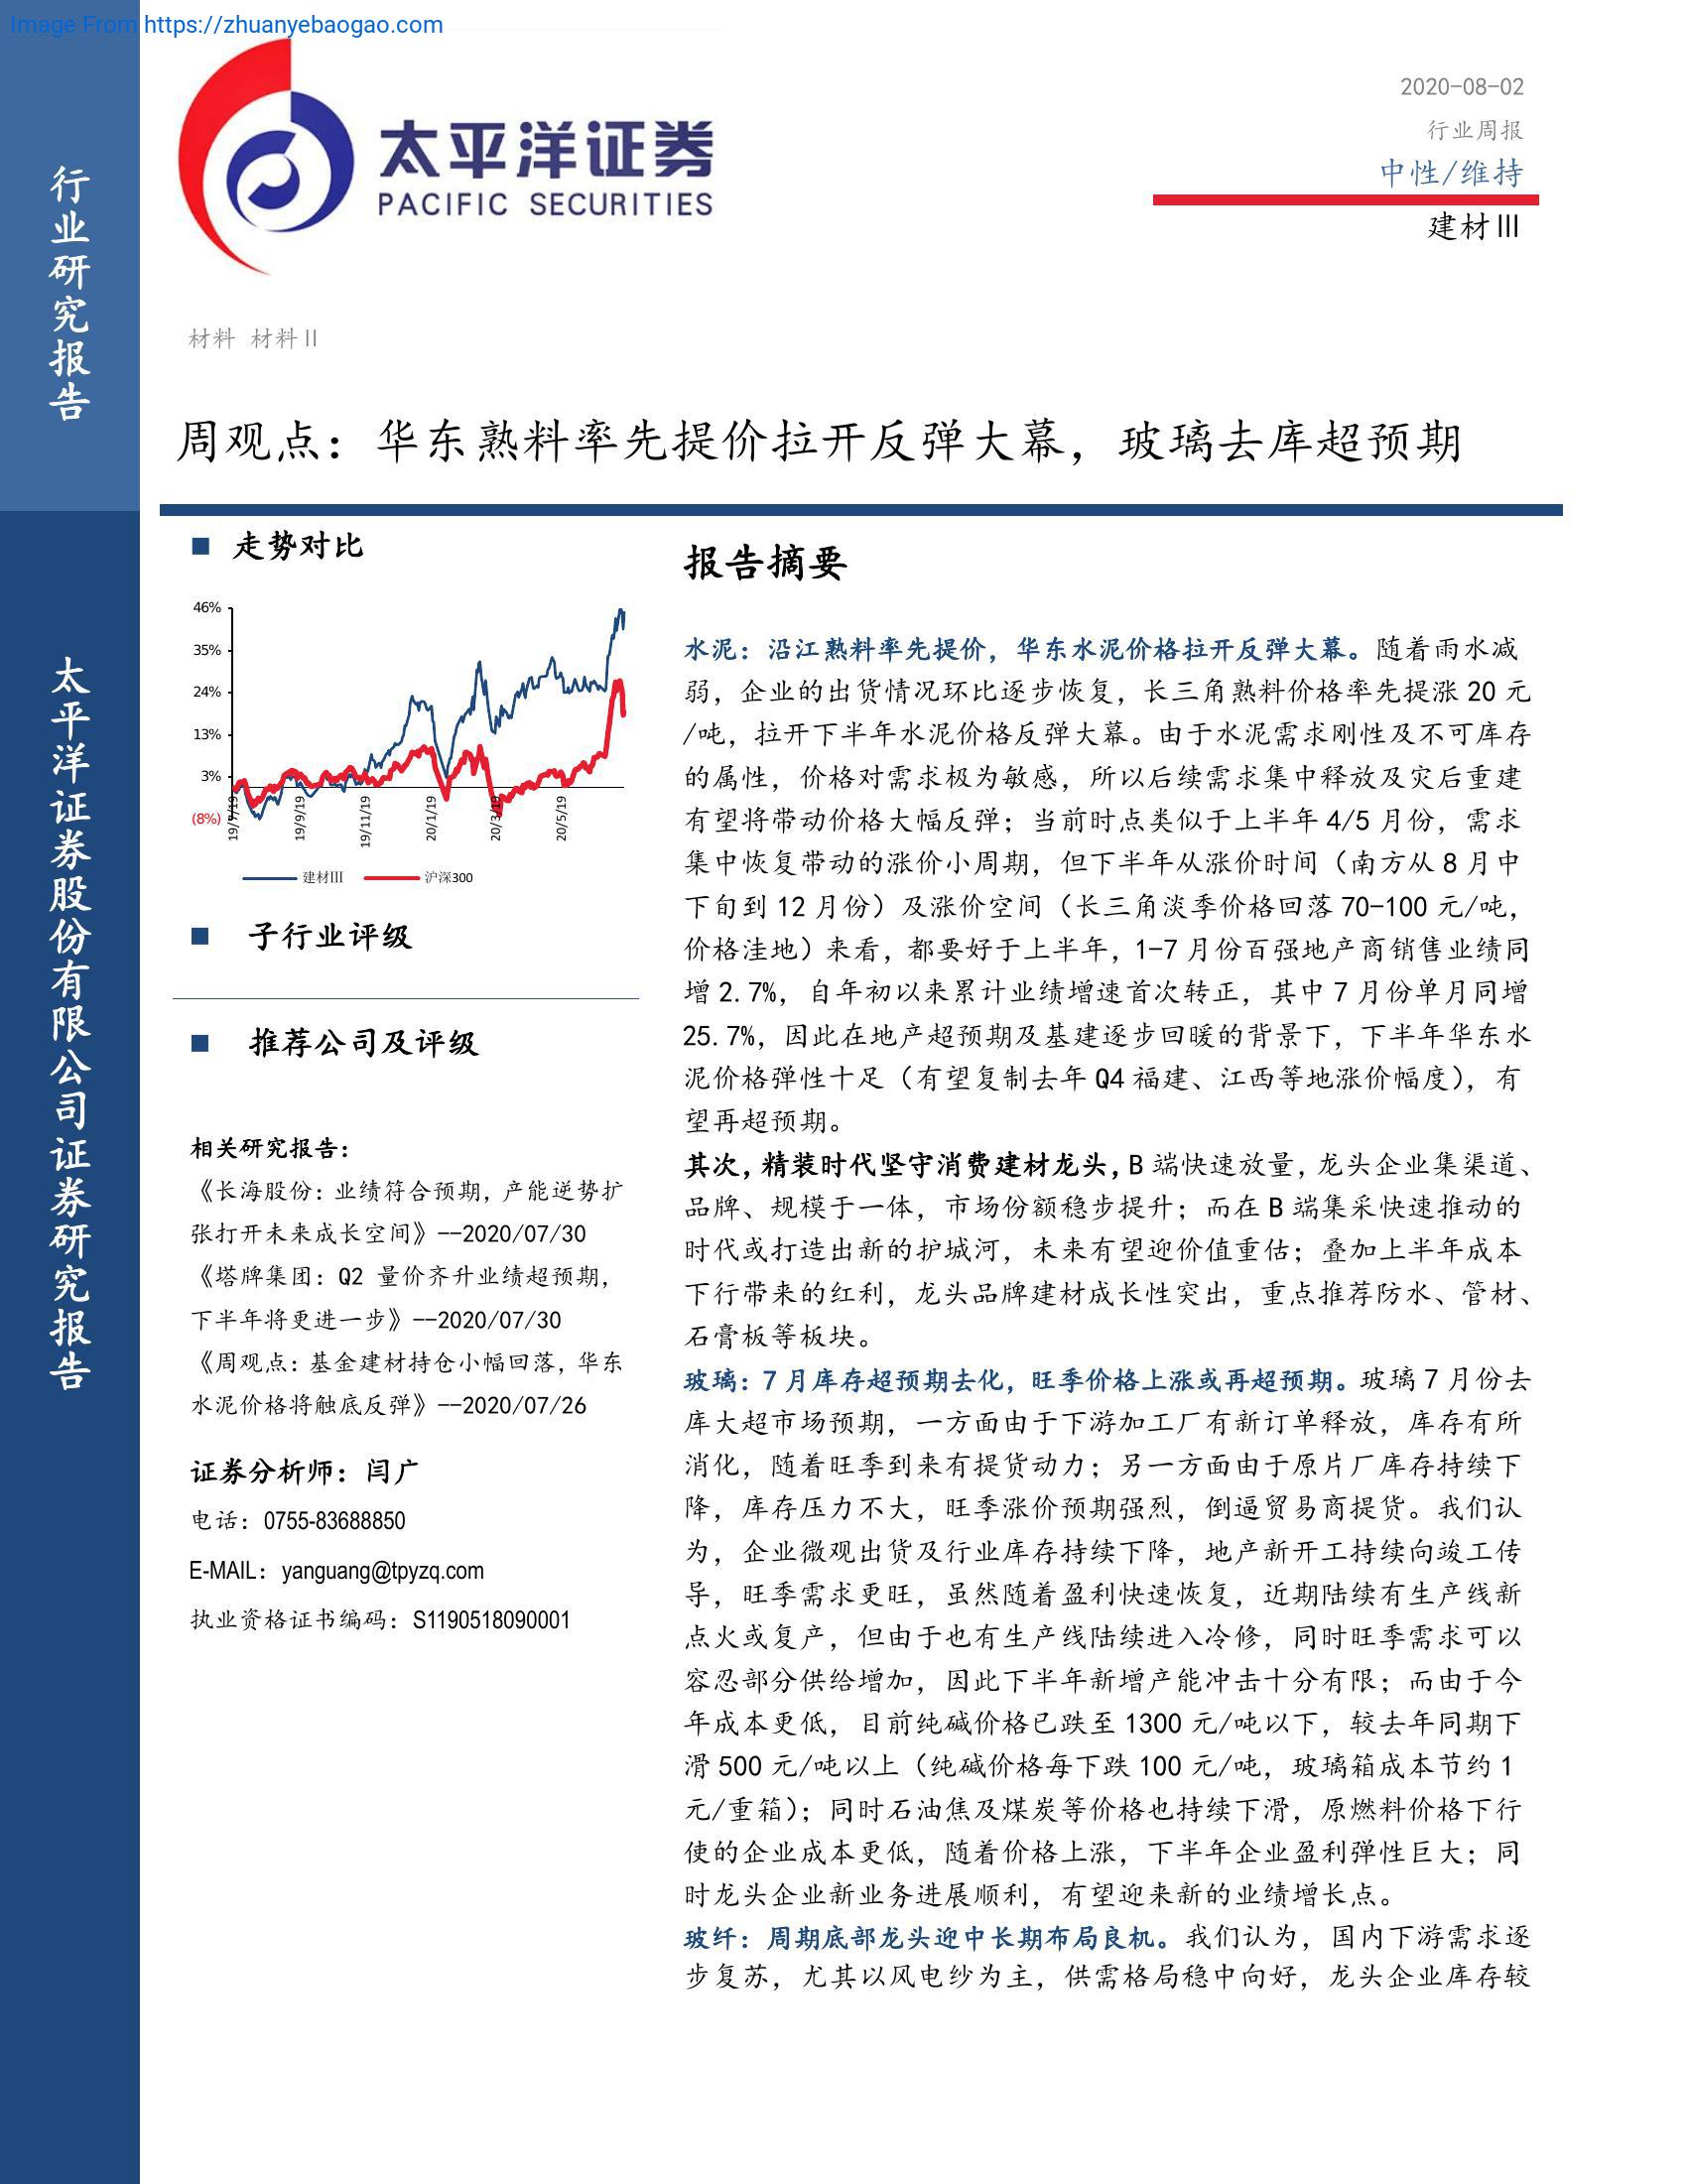 Image From https://zhuanyebaogao.com
行业研究报告
太平洋证券股份有限公司证券研究报告
太平洋证券
PACIFIC SECURITIES
2020-08-02
行业周报
中性/维持
建材Ⅲ
材料 材料Ⅱ
周观点：华东熟料率先提价拉开反弹大幕，玻璃去库超预期
■ 走势对比
46%
35%
24%
13%
3%
(8%)
19/7/19
19/9/19
19/11/19
20/1/19
20/3/19
20/5/19
建材Ⅲ
沪深300
■ 子行业评级
■ 推荐公司及评级
相关研究报告：
《长海股份：业绩符合预期，产能逆势扩
张打开未来成长空间》--2020/07/30
《塔牌集团：Q2 量价齐升业绩超预期，
下半年将更进一步》--2020/07/30
《周观点：基金建材持仓小幅回落，华东
水泥价格将触底反弹》--2020/07/26
证券分析师：闫广
电话：0755-83688850
E-MAIL：yanguang@tpyzq.com
执业资格证书编码：S1190518090001
报告摘要
水泥：沿江熟料率先提价，华东水泥价格拉开反弹大幕。随着雨水减
弱，企业的出货情况环比逐步恢复，长三角熟料价格率先提涨 20 元
/吨，拉开下半年水泥价格反弹大幕。由于水泥需求刚性及不可库存
的属性，价格对需求极为敏感，所以后续需求集中释放及灾后重建
有望将带动价格大幅反弹；当前时点类似于上半年 4/5 月份，需求
集中恢复带动的涨价小周期，但下半年从涨价时间（南方从 8 月中
下旬到 12 月份）及涨价空间（长三角淡季价格回落 70-100 元/吨，
价格洼地）来看，都要好于上半年，1-7 月份百强地产商销售业绩同
增 2.7%，自年初以来累计业绩增速首次转正，其中 7 月份单月同增
25.7%，因此在地产超预期及基建逐步回暖的背景下，下半年华东水
泥价格弹性十足（有望复制去年 Q4 福建、江西等地涨价幅度），有
望再超预期。
其次，精装时代坚守消费建材龙头，B 端快速放量，龙头企业集渠道、
品牌、规模于一体，市场份额稳步提升；而在 B 端集采快速推动的
时代或打造出新的护城河，未来有望迎价值重估；叠加上半年成本
下行带来的红利，龙头品牌建材成长性突出，重点推荐防水、管材、
石膏板等板块。
玻璃：7 月库存超预期去化，旺季价格上涨或再超预期。玻璃 7 月份去
库大超市场预期，一方面由于下游加工厂有新订单释放，库存有所
消化，随着旺季到来有提货动力；另一方面由于原片厂库存持续下
降，库存压力不大，旺季涨价预期强烈，倒逼贸易商提货。我们认
为，企业微观出货及行业库存持续下降，地产新开工持续向竣工传
导，旺季需求更旺，虽然随着盈利快速恢复，近期陆续有生产线新
点火或复产，但由于也有生产线陆续进入冷修，同时旺季需求可以
容忍部分供给增加，因此下半年新增产能冲击十分有限；而由于今
年成本更低，目前纯碱价格已跌至 1300 元/吨以下，较去年同期下
滑 500 元/吨以上（纯碱价格每下跌 100 元/吨，玻璃箱成本节约 1
元/重箱）；同时石油焦及煤炭等价格也持续下滑，原燃料价格下行
使的企业成本更低，随着价格上涨，下半年企业盈利弹性巨大；同
时龙头企业新业务进展顺利，有望迎来新的业绩增长点。
玻纤：周期底部龙头迎中长期布局良机。我们认为，国内下游需求逐
步复苏，尤其以风电纱为主，供需格局稳中向好，龙头企业库存较